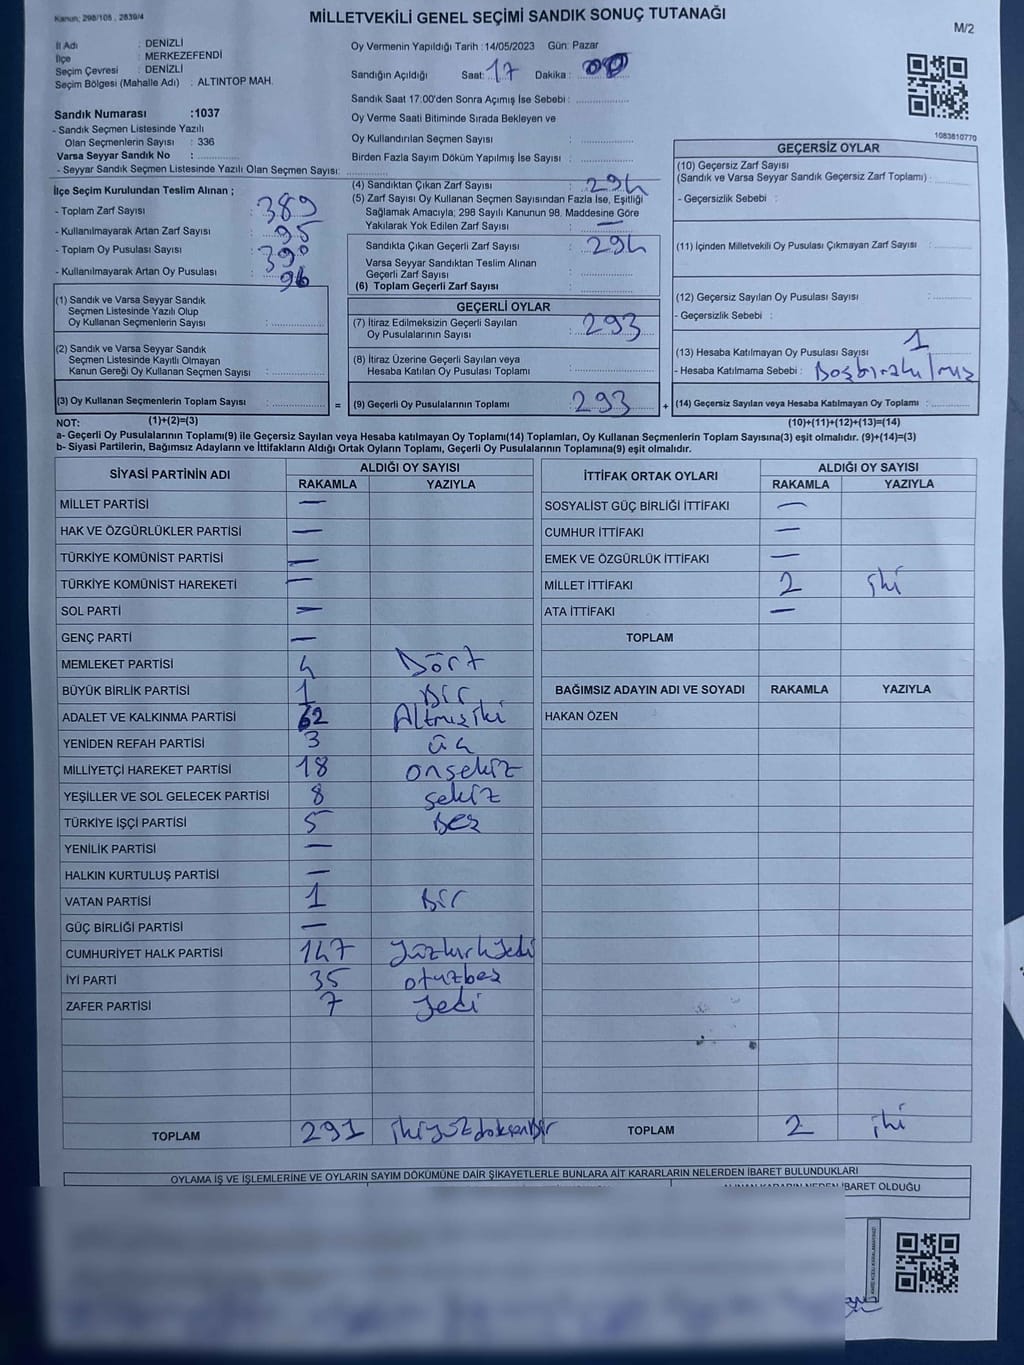 Kanun; 298/105 , 2839/4
MİLLETVEKİLİ GENEL SEÇİMİ SANDIK SONUÇ TUTANAĞI
M/2
İl Adı : DENİZLİ
İlçe : MERKEZEFENDİ
Seçim Çevresi : DENİZLİ
Seçim Bölgesi (Mahalle Adı) : ALTINTOP MAH.
Sandık Numarası :1037
- Sandık Seçmen Listesinde Yazılı
Olan Seçmenlerin Sayısı : 336
Varsa Seyyar Sandık No :
- Seyyar Sandık Seçmen Listesinde Yazılı Olan Seçmen Sayısı:
Oy Vermenin Yapıldığı Tarih : 14/05/2023 Gün: Pazar
Sandığın Açıldığı Saat: 17 Dakika : 00
Sandık Saat 17:00'den Sonra Açımış İse Sebebi :
Oy Verme Saati Bitiminde Sırada Bekleyen ve
Oy Kullandırılan Seçmen Sayısı :
Birden Fazla Sayım Döküm Yapılmış İse Sayısı :
1083810770
İlçe Seçim Kurulundan Teslim Alınan ;
- Toplam Zarf Sayısı : 389
- Kullanılmayarak Artan Zarf Sayısı : 95
- Toplam Oy Pusulası Sayısı : 390
- Kullanılmayarak Artan Oy Pusulası : 96
(1) Sandık ve Varsa Seyyar Sandık
Seçmen Listesinde Yazılı Olup
Oy Kullanan Seçmenlerin Sayısı :
(2) Sandık ve Varsa Seyyar Sandık
Seçmen Listesinde Kayıtlı Olmayan
Kanun Gereği Oy Kullanan Seçmen Sayısı :
(3) Oy Kullanan Seçmenlerin Toplam Sayısı : =
(4) Sandıktan Çıkan Zarf Sayısı : 294
(5) Zarf Sayısı Oy Kullanan Seçmen Sayısından Fazla İse, Eşitliği
Sağlamak Amacıyla; 298 Sayılı Kanunun 98. Maddesine Göre
Yakılarak Yok Edilen Zarf Sayısı : —
Sandıkta Çıkan Geçerli Zarf Sayısı : 294
Varsa Seyyar Sandıktan Teslim Alınan
Geçerli Zarf Sayısı :
(6) Toplam Geçerli Zarf Sayısı :
GEÇERLİ OYLAR
(7) İtiraz Edilmeksizin Geçerli Sayılan
Oy Pusulalarının Sayısı : 293
(8) İtiraz Üzerine Geçerli Sayılan veya
Hesaba Katılan Oy Pusulası Toplamı :
(9) Geçerli Oy Pusulalarının Toplamı : 293 +
GEÇERSİZ OYLAR
(10) Geçersiz Zarf Sayısı
(Sandık ve Varsa Seyyar Sandık Geçersiz Zarf Toplamı) :
- Geçersizlik Sebebi :
(11) İçinden Milletvekili Oy Pusulası Çıkmayan Zarf Sayısı :
(12) Geçersiz Sayılan Oy Pusulası Sayısı :
- Geçersizlik Sebebi :
(13) Hesaba Katılmayan Oy Pusulası Sayısı : 1
- Hesaba Katılmama Sebebi : Boşbırakılmış
(14) Geçersiz Sayılan veya Hesaba Katılmayan Oy Toplamı :
NOT: (1)+(2)=(3) (10)+(11)+(12)+(13)=(14)
a- Geçerli Oy Pusulalarının Toplamı(9) ile Geçersiz Sayılan veya Hesaba katılmayan Oy Toplamı(14) Toplamları, Oy Kullanan Seçmenlerin Toplam Sayısına(3) eşit olmalıdır. (9)+(14)=(3)
b- Siyasi Partilerin, Bağımsız Adayların ve İttifakların Aldığı Ortak Oyların Toplamı, Geçerli Oy Pusulalarının Toplamına(9) eşit olmalıdır.
SİYASİ PARTİNİN ADI ALDIĞI OY SAYISI
RAKAMLA YAZIYLA
MİLLET PARTİSİ —
HAK VE ÖZGÜRLÜKLER PARTİSİ —
TÜRKİYE KOMÜNİST PARTİSİ —
TÜRKİYE KOMÜNİST HAREKETİ —
SOL PARTİ —
GENÇ PARTİ —
MEMLEKET PARTİSİ 4 Dört
BÜYÜK BİRLİK PARTİSİ 1 Bir
ADALET VE KALKINMA PARTİSİ 62 Altmışiki
YENİDEN REFAH PARTİSİ 3 üç
MİLLİYETÇİ HAREKET PARTİSİ 18 onsekiz
YEŞİLLER VE SOL GELECEK PARTİSİ 8 sekiz
TÜRKİYE İŞÇİ PARTİSİ 5 Beş
YENİLİK PARTİSİ —
HALKIN KURTULUŞ PARTİSİ —
VATAN PARTİSİ 1 Bir
GÜÇ BİRLİĞİ PARTİSİ —
CUMHURİYET HALK PARTİSİ 147 yüzkırkyedi
İYİ PARTİ 35 otuzbeş
ZAFER PARTİSİ 7 yedi
TOPLAM 291 ikiyüzdoksanbir
İTTİFAK ORTAK OYLARI ALDIĞI OY SAYISI
RAKAMLA YAZIYLA
SOSYALİST GÜÇ BİRLİĞİ İTTİFAKI —
CUMHUR İTTİFAKI —
EMEK VE ÖZGÜRLÜK İTTİFAKI —
MİLLET İTTİFAKI 2 iki
ATA İTTİFAKI —
TOPLAM
BAĞIMSIZ ADAYIN ADI VE SOYADI RAKAMLA YAZIYLA
HAKAN ÖZEN
TOPLAM 2 iki
OYLAMA İŞ VE İŞLEMLERİNE VE OYLARIN SAYIM DÖKÜMÜNE DAİR ŞİKAYETLERLE BUNLARA AİT KARARLARIN NELERDEN İBARET BULUNDUKLARI
ALINAN KARARIN NEDEN İBARET OLDUĞU